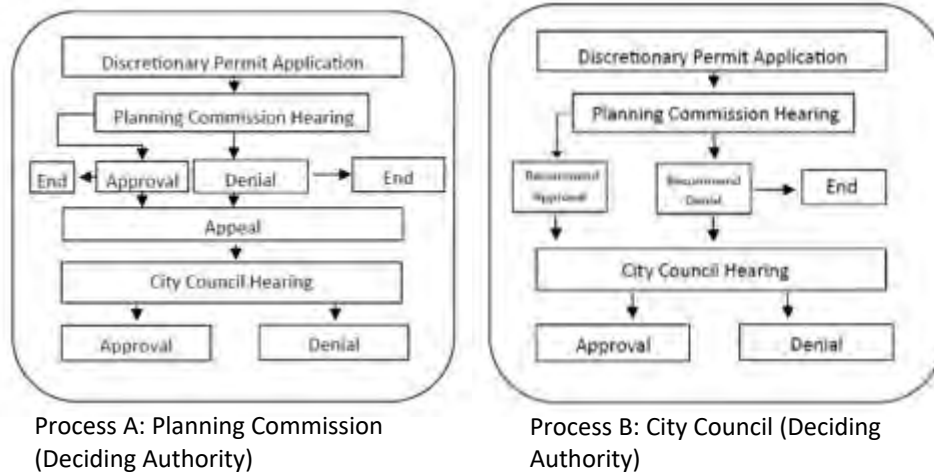 Discretionary Permit Application
Planning Commission Hearing
End
Approval
Denial
End
Appeal
City Council Hearing
Approval
Denial
Process A: Planning Commission
(Deciding Authority)
Discretionary Permit Application
Planning Commission Hearing
Recommend
Approval
Recommend
Denial
End
City Council Hearing
Approval
Denial
Process B: City Council (Deciding
Authority)